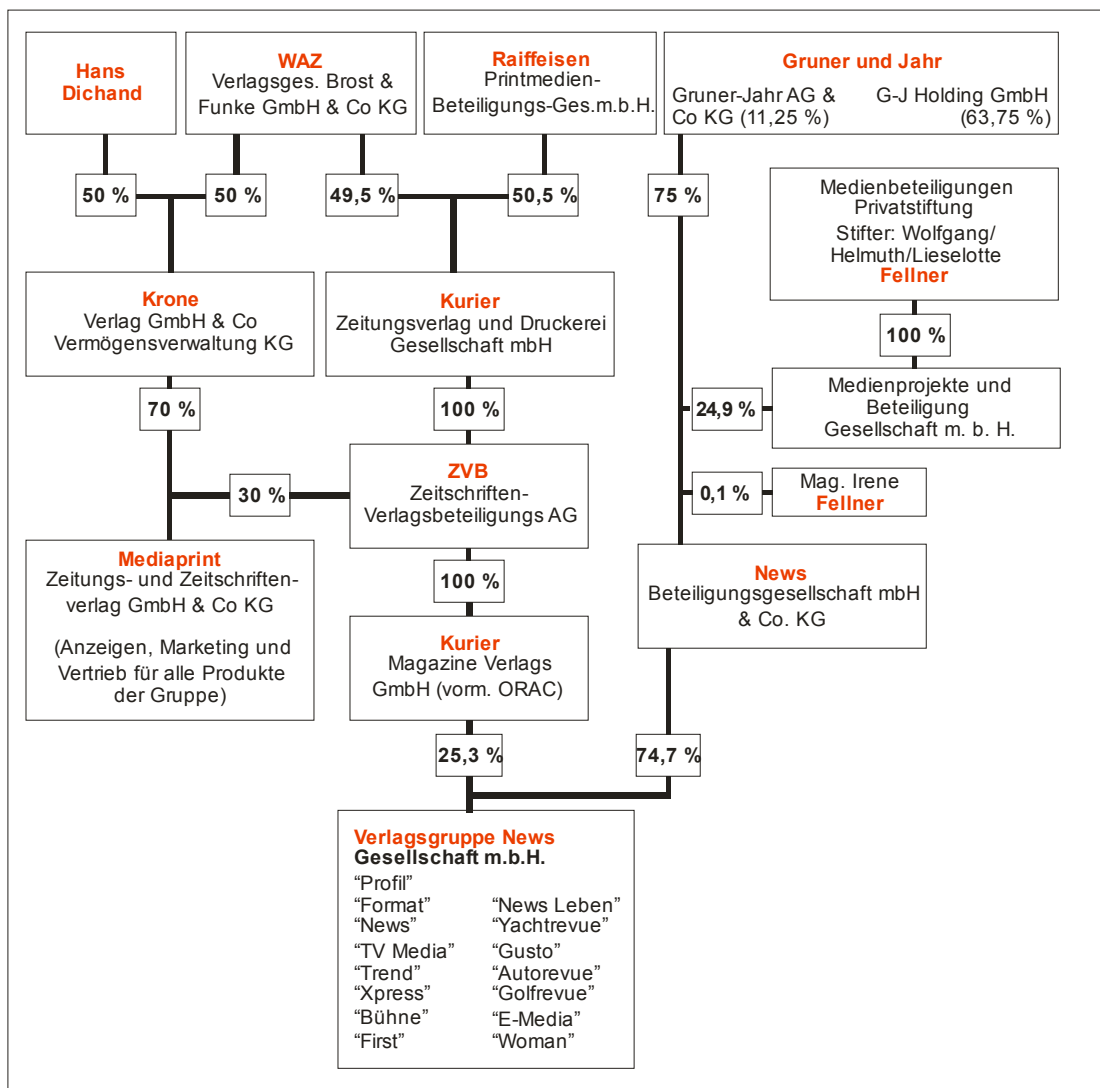 Hans
Dichand
WAZ
Verlagsges. Brost &
Funke GmbH & Co KG
Raiffeisen
Printmedien-
Beteiligungs-Ges.m.b.H.
Gruner und Jahr
Gruner-Jahr AG &
Co KG (11,25 %)
G-J Holding GmbH
(63,75 %)
50 %
50 %
49,5 %
50,5 %
75 %
Medienbeteiligungen
Privatstiftung
Stifter: Wolfgang/
Helmuth/Lieselotte
Fellner
100 %
Krone
Verlag GmbH & Co
Vermögensverwaltung KG
Kurier
Zeitungsverlag und Druckerei
Gesellschaft mbH
70 %
100 %
24,9 %
Medienprojekte und
Beteiligung
Gesellschaft m. b. H.
30 %
ZVB
Zeitschriften-
Verlagsbeteiligungs AG
0,1 %
Mag. Irene
Fellner
Mediaprint
Zeitungs- und Zeitschriften-
verlag GmbH & Co KG
(Anzeigen, Marketing und
Vertrieb für alle Produkte
der Gruppe)
100 %
News
Beteiligungsgesellschaft mbH
& Co. KG
Kurier
Magazine Verlags
GmbH (vorm. ORAC)
25,3 %
74,7 %
Verlagsgruppe News
Gesellschaft m.b.H.
“Profil”
“Format”
“News”
“TV Media”
“Trend”
“Xpress”
“Bühne”
“First”
“News Leben”
“Yachtrevue”
“Gusto”
“Autorevue”
“Golfrevue”
“E-Media”
“Woman”